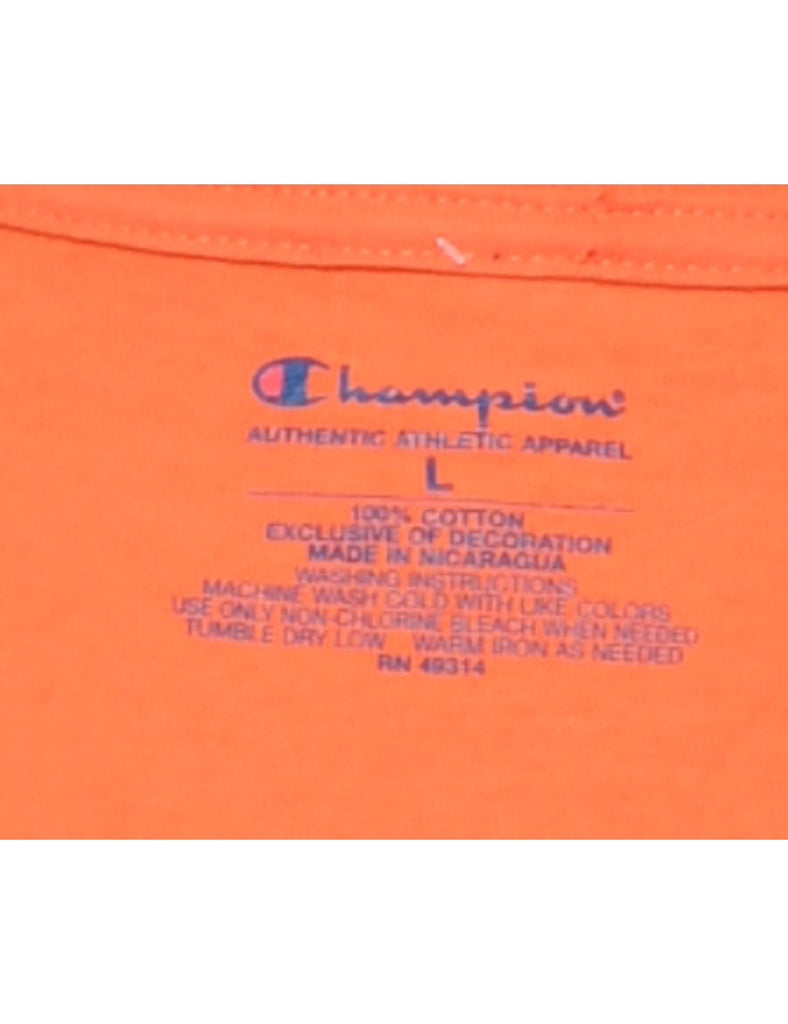 Champion®
AUTHENTIC ATHLETIC APPAREL
L
100% COTTON
EXCLUSIVE OF DECORATION
MADE IN NICARAGUA
WASHING INSTRUCTIONS
MACHINE WASH COLD WITH LIKE COLORS
USE ONLY NON-CHLORINE BLEACH WHEN NEEDED
TUMBLE DRY LOW WARM IRON AS NEEDED
RN 49314